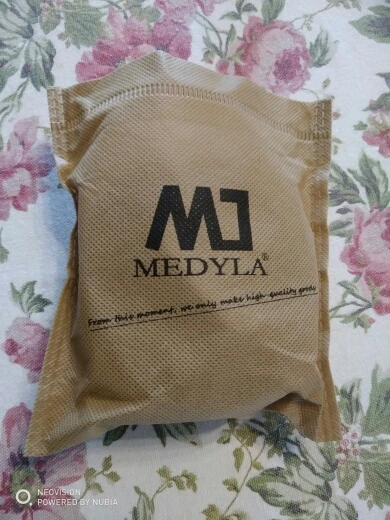 MJ
MEDYLA®
From this moment, we only make high-quality goods
NEOVISION
POWERED BY NUBIA